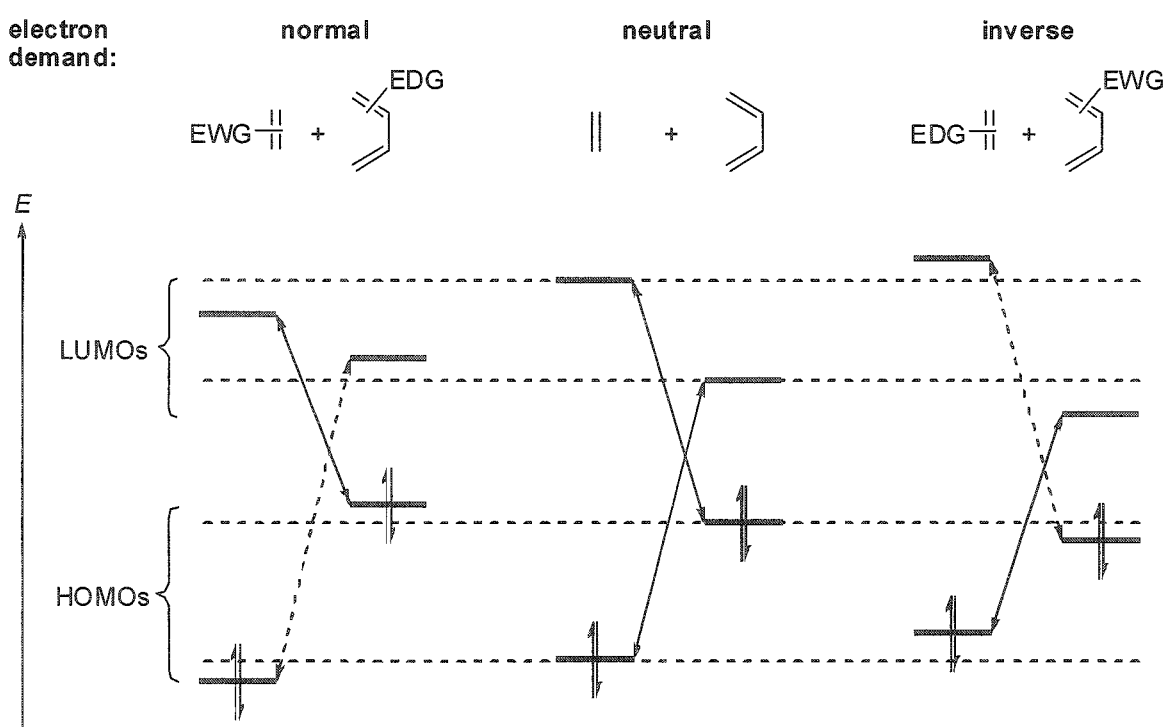 electron demand:
normal
neutral
inverse
EDG
EWG
EWG
+
+
EDG
+
E
LUMOs
HOMOs